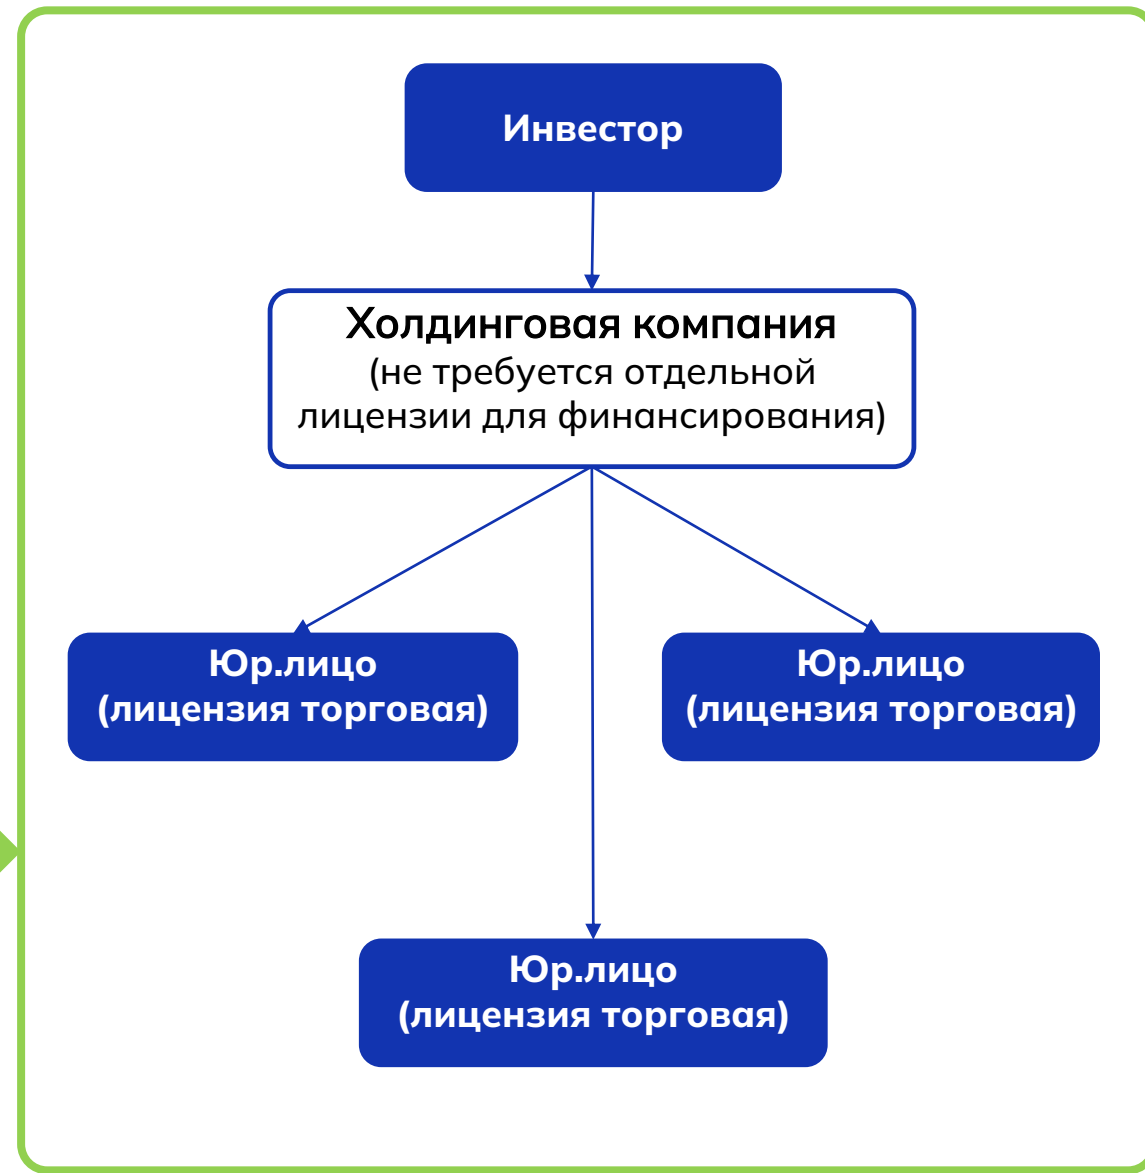 Инвестор
Холдинговая компания
(не требуется отдельной
лицензии для финансирования)
Юр.лицо
(лицензия торговая)
Юр.лицо
(лицензия торговая)
Юр.лицо
(лицензия торговая)